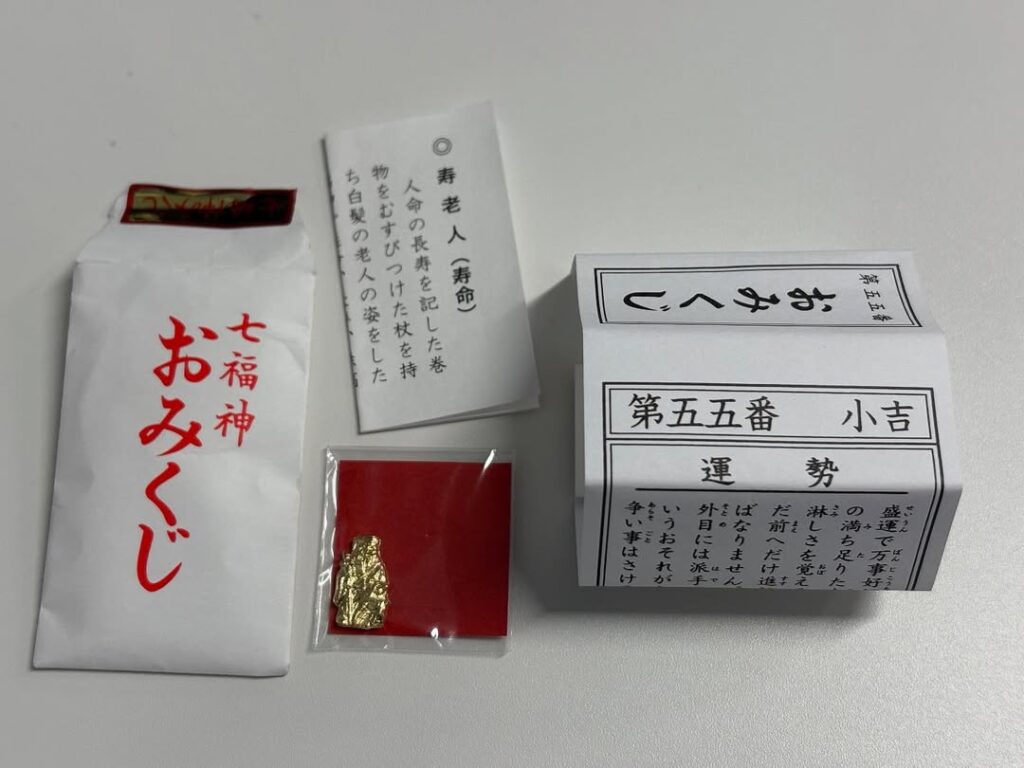 七福神
おみくじ
◎寿老人(寿命)
人命の長寿を記した巻
物をむすびつけた杖を持
ち白髪の老人の姿をした
第五五番
おみくじ
第五五番 小吉
運勢
盛運で万事好
の満ち足りた
淋しさを覚え
だ前へだけ進
ばなりません
外目には派手
いうおそれが
争い事はさけ